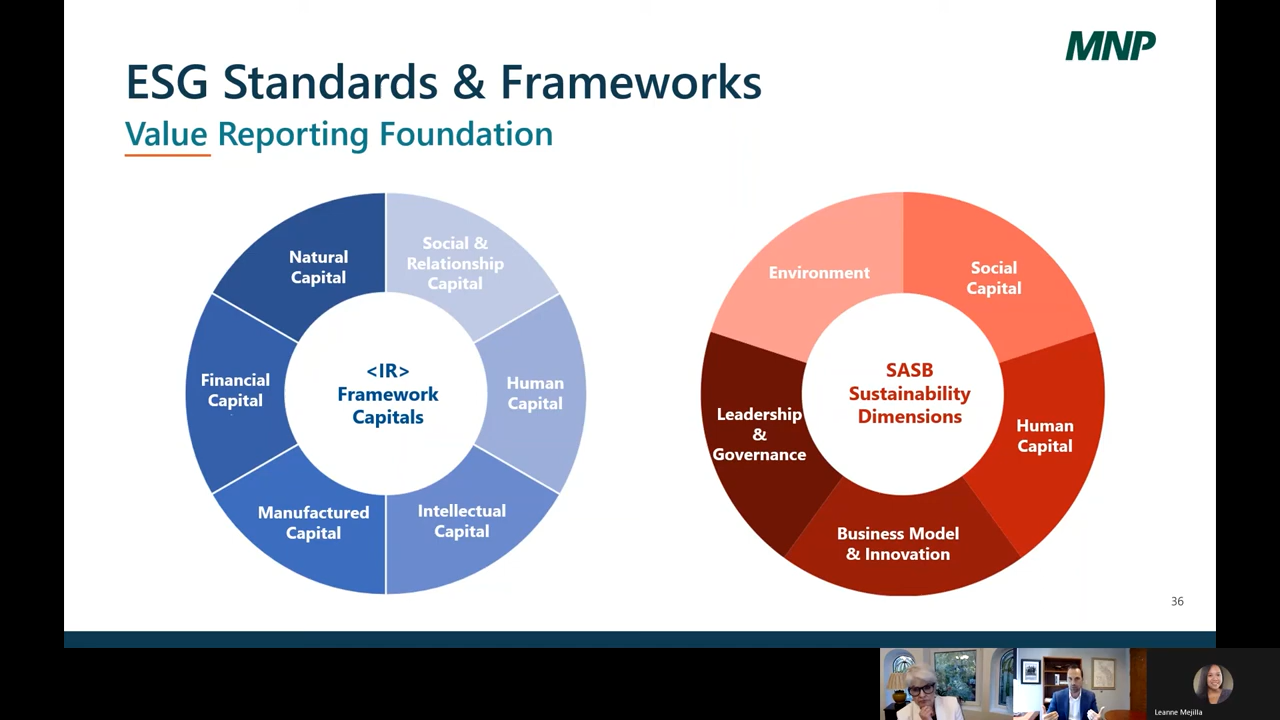 MNP
ESG Standards & Frameworks
Value Reporting Foundation
Natural
Capital
Social &
Relationship
Capital
Financial
Capital
<IR>
Framework
Capitals
Human
Capital
Manufactured
Capital
Intellectual
Capital
Environment
Social
Capital
SASB
Sustainability
Dimensions
Leadership
&
Governance
Human
Capital
Business Model
& Innovation
36
Leanne Mejilla